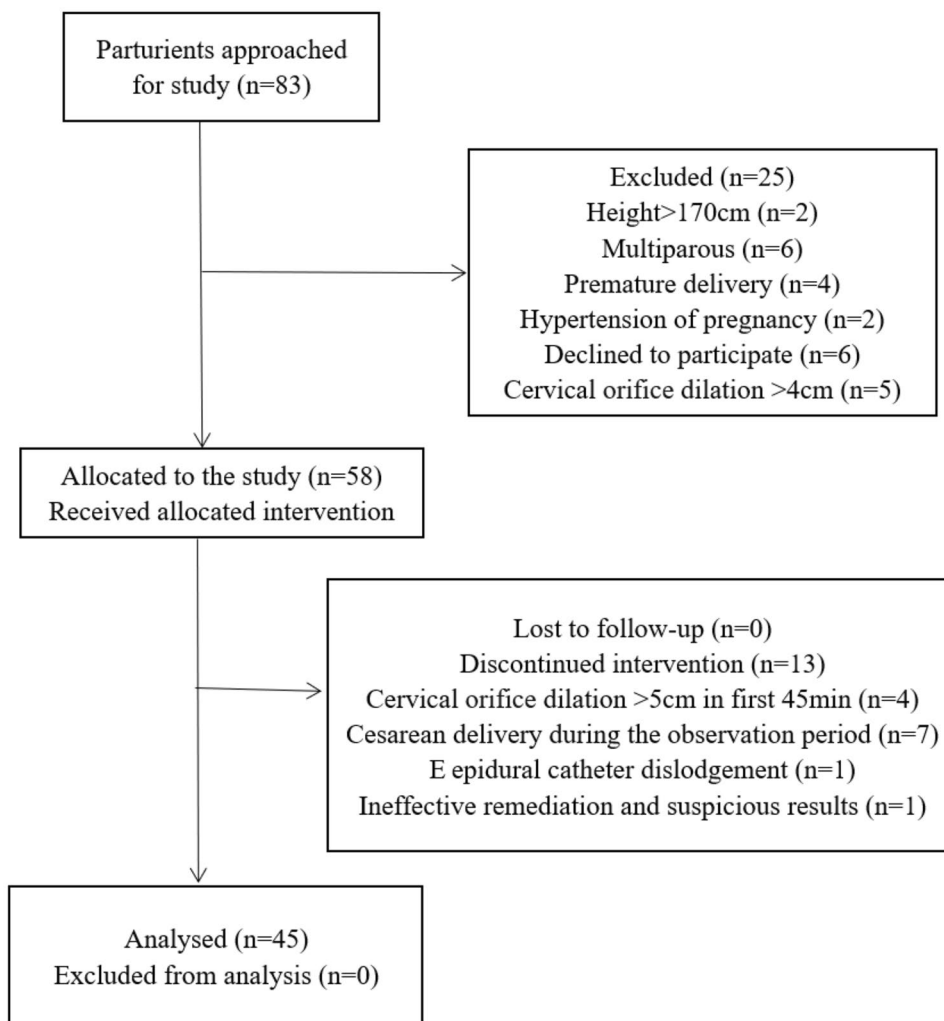 Parturients approached
for study (n=83)
Excluded (n=25)
Height>170cm (n=2)
Multiparous (n=6)
Premature delivery (n=4)
Hypertension of pregnancy (n=2)
Declined to participate (n=6)
Cervical orifice dilation >4cm (n=5)
Allocated to the study (n=58)
Received allocated intervention
Lost to follow-up (n=0)
Discontinued intervention (n=13)
Cervical orifice dilation >5cm in first 45min (n=4)
Cesarean delivery during the observation period (n=7)
E epidural catheter dislodgement (n=1)
Ineffective remediation and suspicious results (n=1)
Analysed (n=45)
Excluded from analysis (n=0)